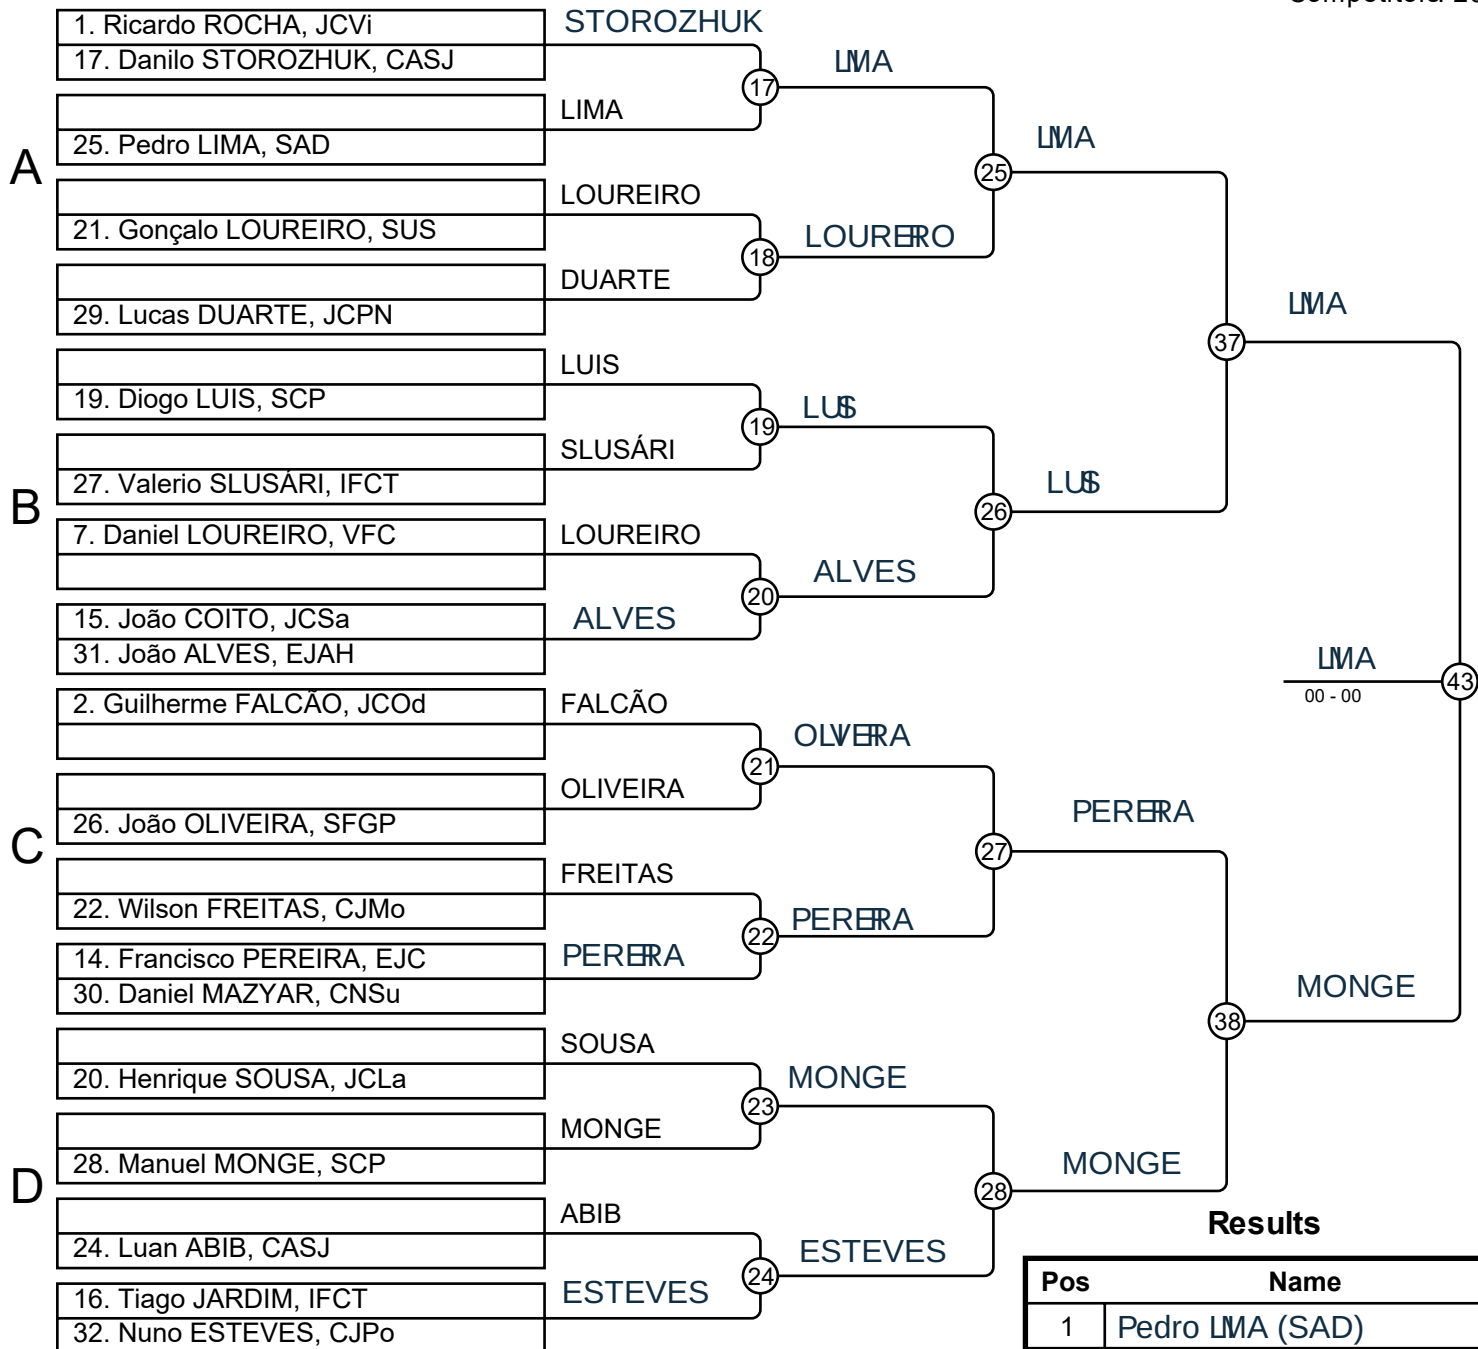 Competitors: 20
1. Ricardo ROCHA, JCVi
STOROZHUK
17. Danilo STOROZHUK, CASJ
LIMA
17
LIMA
25. Pedro LIMA, SAD
LIMA
A
25
LOUREIRO
21. Gonçalo LOUREIRO, SUS
LOUREIRO
18
DUARTE
29. Lucas DUARTE, JCPN
LIMA
37
LUIS
19. Diogo LUIS, SCP
LUIS
19
SLUSÁRI
27. Valerio SLUSÁRI, IFCT
LUIS
B
26
7. Daniel LOUREIRO, VFC
LOUREIRO
ALVES
20
15. João COITO, JCSa
ALVES
31. João ALVES, EJAH
LIMA
43
00 - 00
2. Guilherme FALCÃO, JCOd
FALCÃO
OLIVEIRA
21
OLIVEIRA
26. João OLIVEIRA, SFGP
PEREIRA
C
27
FREITAS
22. Wilson FREITAS, CJMo
PEREIRA
22
14. Francisco PEREIRA, EJC
PEREIRA
30. Daniel MAZYAR, CNSu
MONGE
38
SOUSA
20. Henrique SOUSA, JCLa
MONGE
23
MONGE
28. Manuel MONGE, SCP
MONGE
D
28
ABIB
24. Luan ABIB, CASJ
ESTEVES
24
16. Tiago JARDIM, IFCT
ESTEVES
32. Nuno ESTEVES, CJPo
Results
Pos Name
1 Pedro LIMA (SAD)